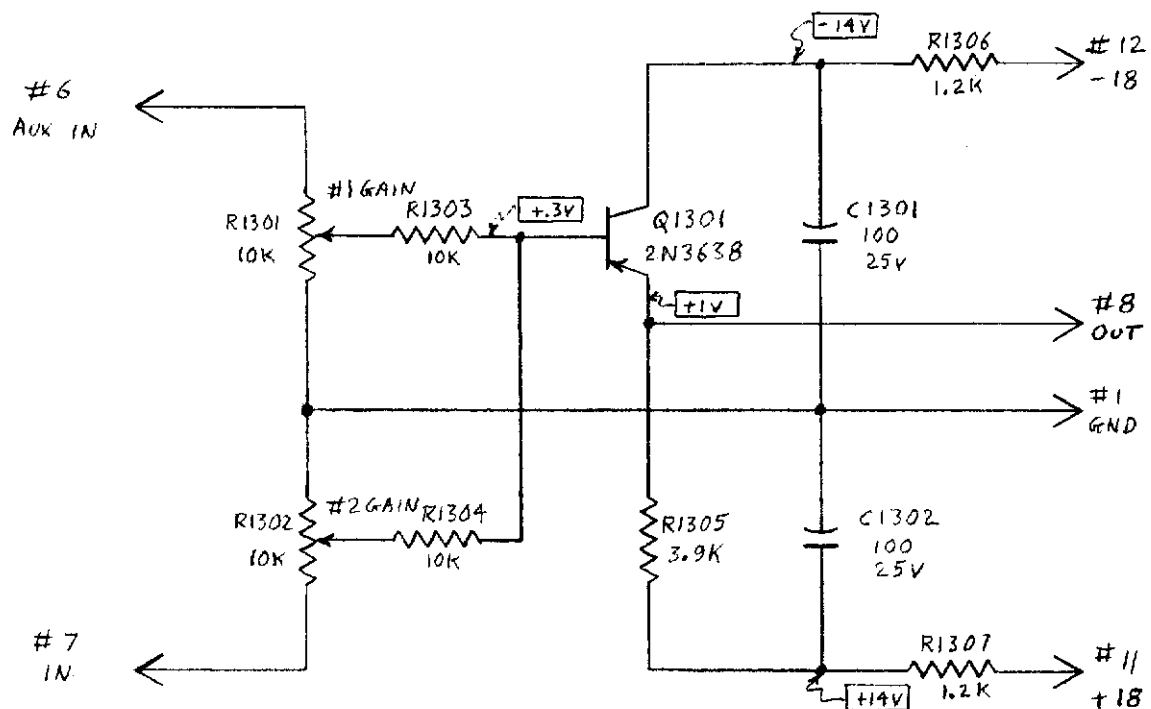 -14V
R1306
1.2K
#12
-18
#6
AUX IN
#1 GAIN
R1301
10K
R1303
10K
+.3V
Q1301
2N3638
C1301
100
25V
+1V
#8
OUT
#1
GND
#2 GAIN
R1302
10K
R1304
10K
R1305
3.9K
C1302
100
25V
#7
IN
R1307
1.2K
#11
+18
+14V